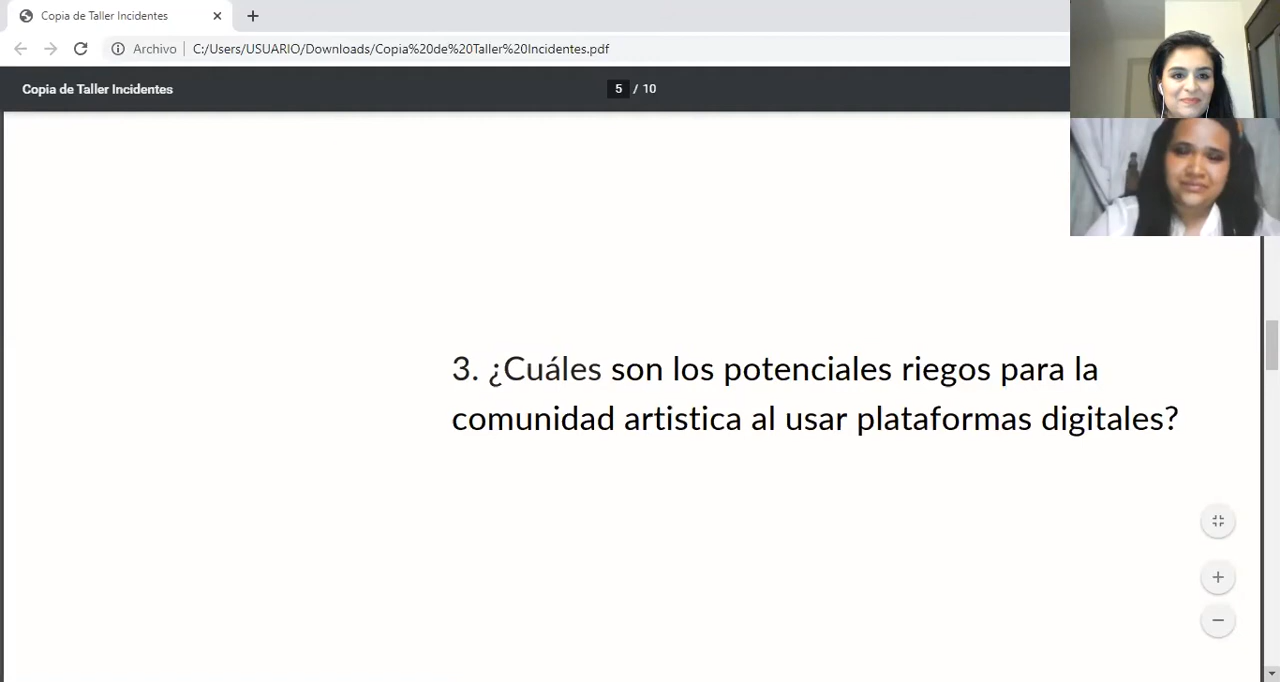 Copia de Taller Incidentes
Archivo C:/Users/USUARIO/Downloads/Copia%20de%20Taller%20Incidentes.pdf
Copia de Taller Incidentes 5 / 10
3. ¿Cuáles son los potenciales riegos para la
comunidad artistica al usar plataformas digitales?